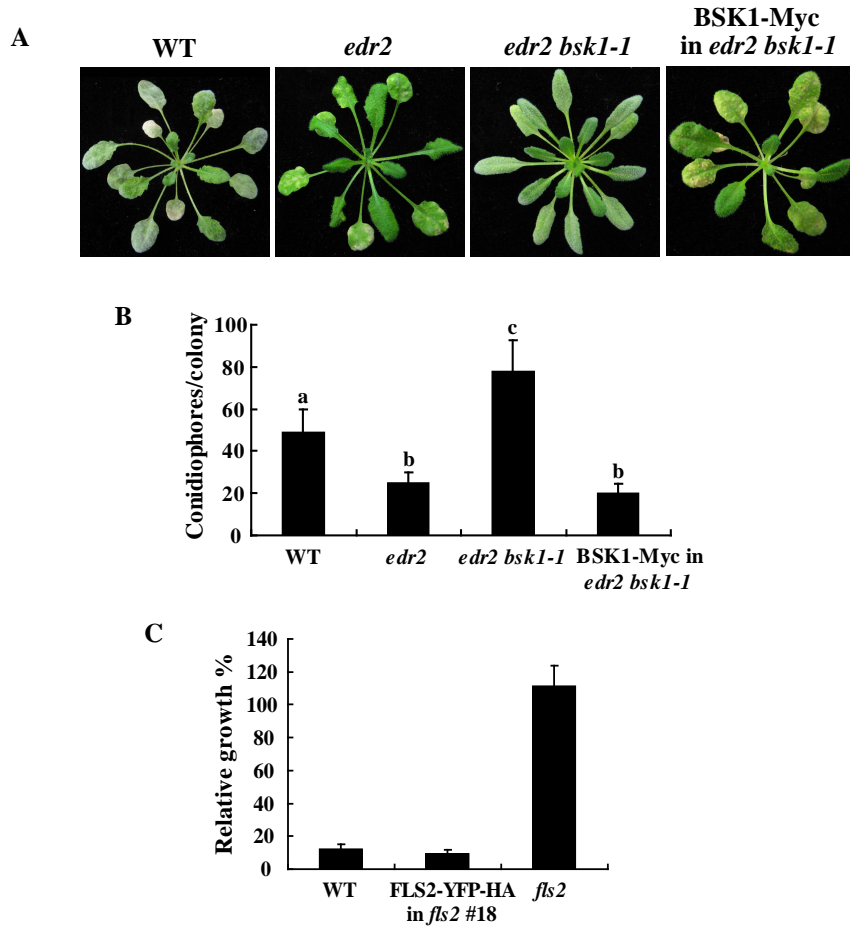 A
WT
edr2
edr2 bsk1-1
BSK1-Myc
in edr2 bsk1-1
B
Conidiophores/colony
100
80
60
40
20
0
a
b
c
b
WT
edr2
edr2 bsk1-1
BSK1-Myc in
edr2 bsk1-1
C
Relative growth %
140
120
100
80
60
40
20
0
WT
FLS2-YFP-HA
in fls2 #18
fls2